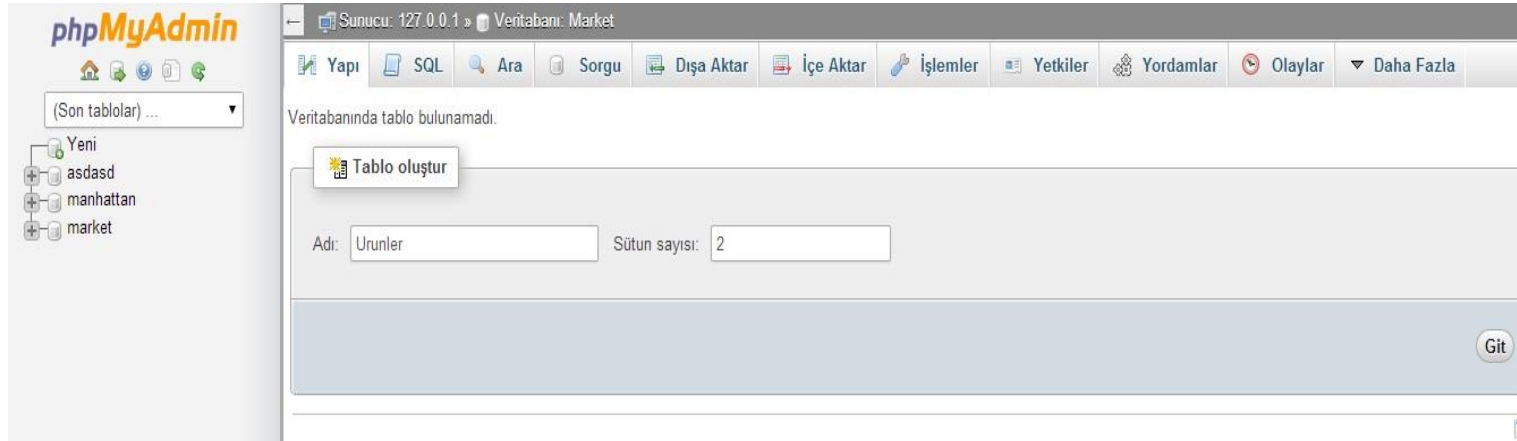 phpMyAdmin
(Son tablolar) ...
Yeni
asdasd
manhattan
market
← Sunucu: 127.0.0.1 » Veritabanı: Market
Yapı SQL Ara Sorgu Dışa Aktar İçe Aktar İşlemler Yetkiler Yordamlar Olaylar Daha Fazla
Veritabanında tablo bulunamadı.
Tablo oluştur
Adı: Urunler Sütun sayısı: 2
Git